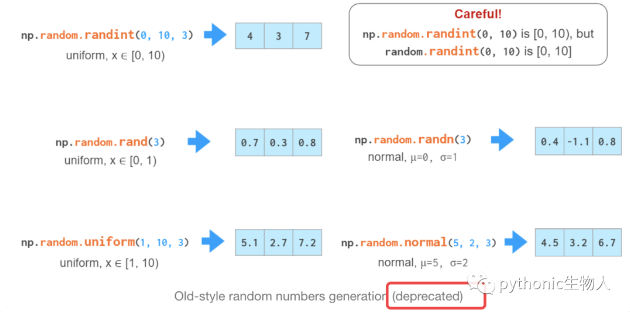 Careful!
np.random.randint(0, 10) is [0, 10), but
random.randint(0, 10) is [0, 10]
np.random.randint(0, 10, 3)
4 3 7
uniform, x ∈ [0, 10)
np.random.rand(3)
0.7 0.3 0.8
uniform, x ∈ [0, 1)
np.random.randn(3)
0.4 -1.1 0.8
normal, μ=0, σ=1
np.random.uniform(1, 10, 3)
5.1 2.7 7.2
uniform, x ∈ [1, 10)
np.random.normal(5, 2, 3)
4.5 3.2 6.7
normal, μ=5, σ=2
Old-style random numbers generation (deprecated)
pythonic生物人